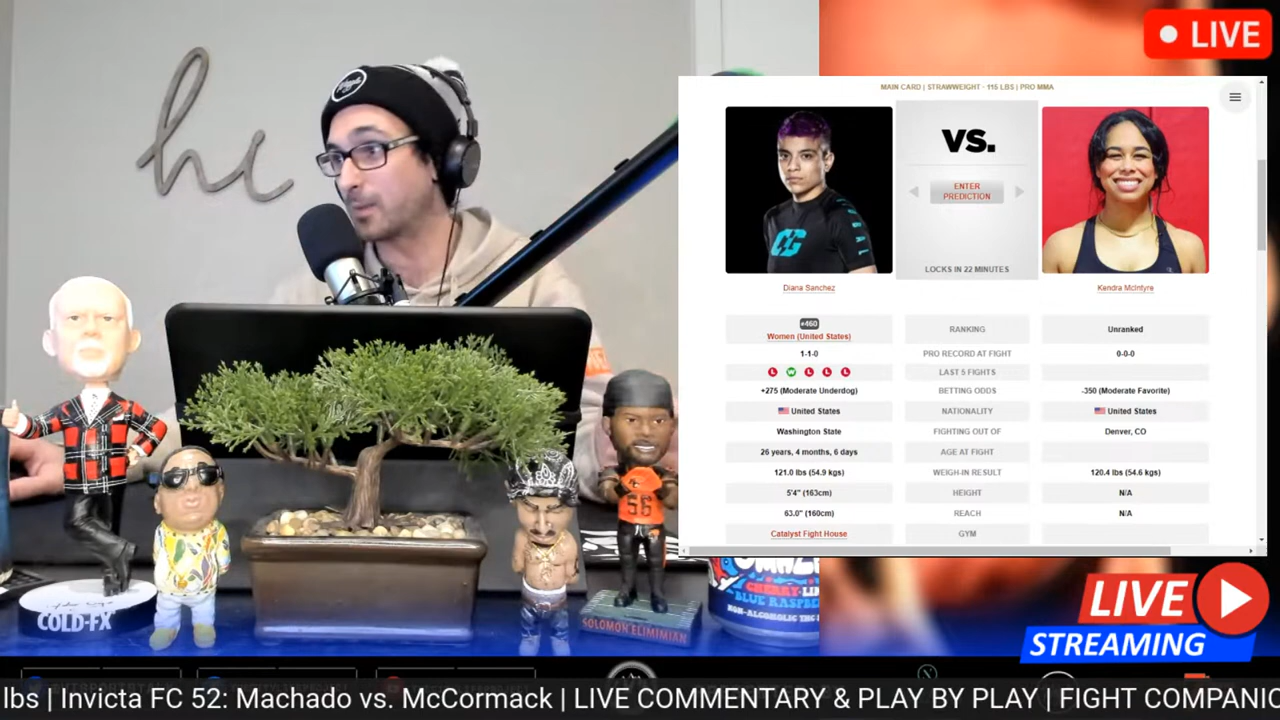 hi
LIVE
MAIN CARD | STRAWWEIGHT · 115 LBS | PRO MMA
VS.
ENTER
PREDICTION
LOCKS IN 22 MINUTES
Diana Sanchez
Kendra McIntyre
#460
Women (United States)
RANKING
Unranked
1-1-0
PRO RECORD AT FIGHT
0-0-0
L W L L L
LAST 5 FIGHTS
+275 (Moderate Underdog)
BETTING ODDS
-350 (Moderate Favorite)
United States
NATIONALITY
United States
Washington State
FIGHTING OUT OF
Denver, CO
26 years, 4 months, 6 days
AGE AT FIGHT
121.0 lbs (54.9 kgs)
WEIGH-IN RESULT
120.4 lbs (54.6 kgs)
5'4" (163cm)
HEIGHT
N/A
63.0" (160cm)
REACH
N/A
Catalyst Fight House
GYM
56
COLD-FX
SOLOMON ELIMIMIAN
CHERRY-LI
BLUE RASPB
LIVE
STREAMING
lbs | Invicta FC 52: Machado vs. McCormack | LIVE COMMENTARY & PLAY BY PLAY | FIGHT COMPANIO